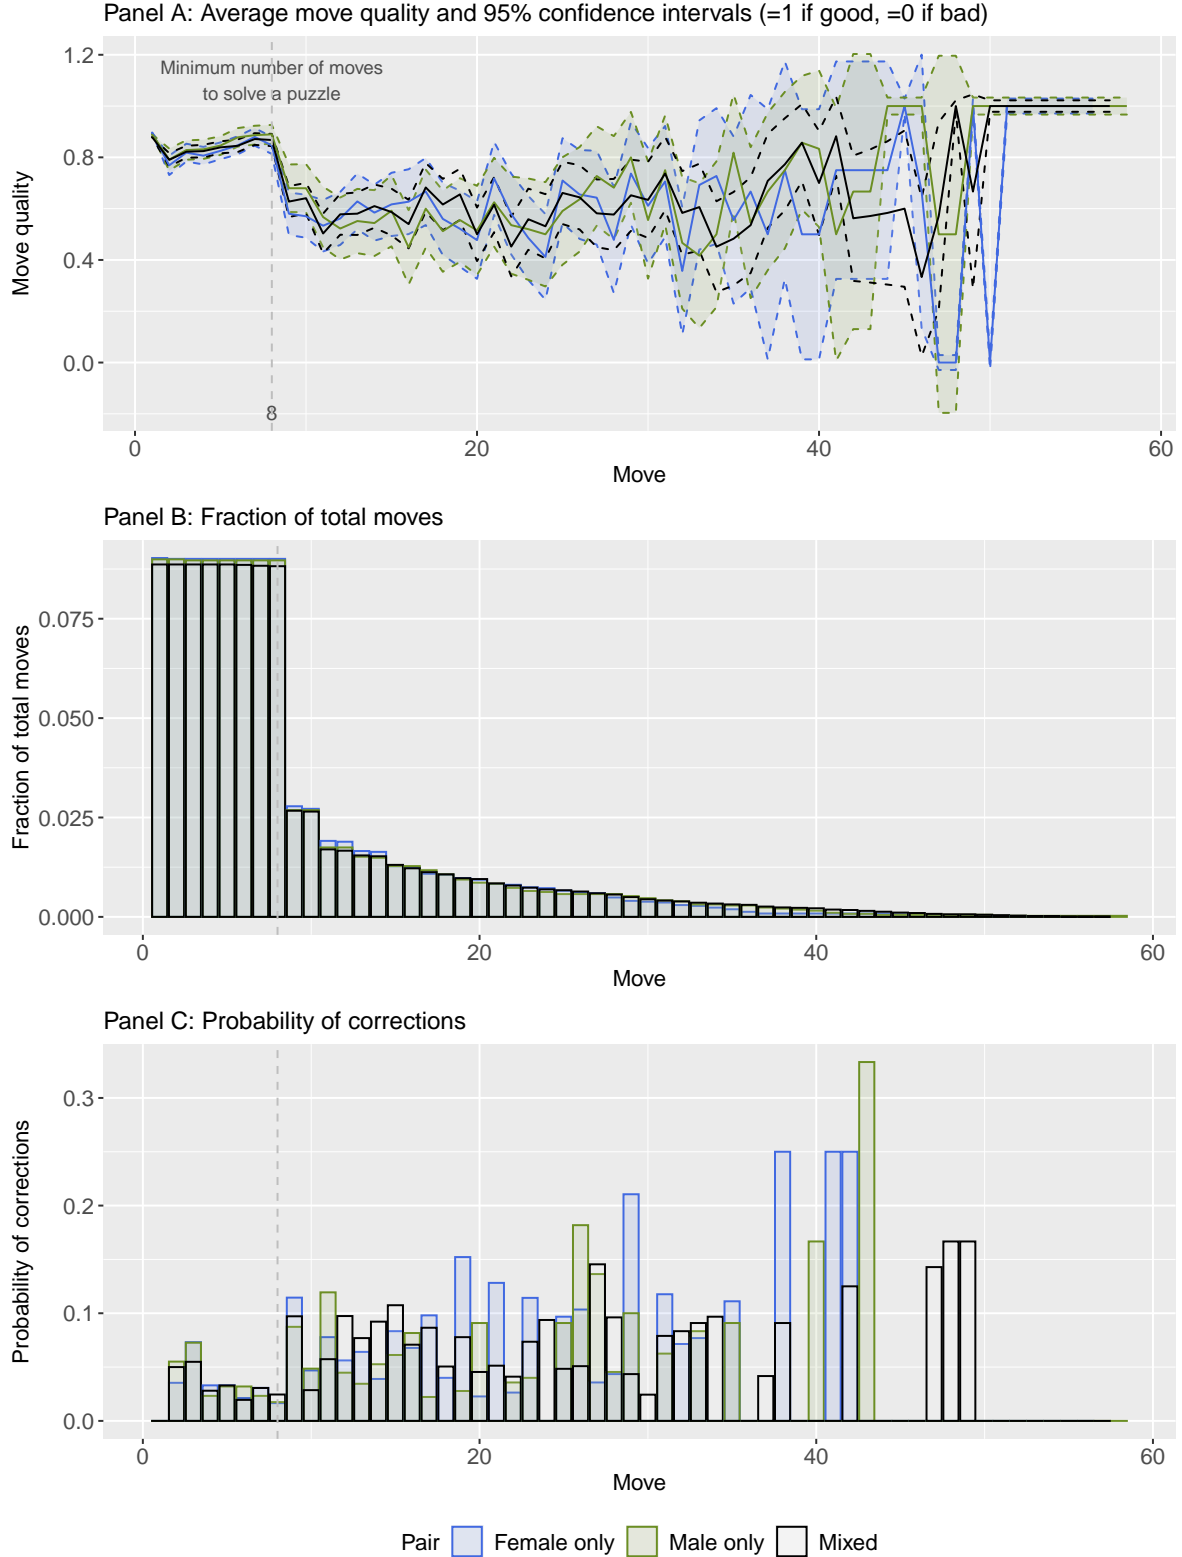 Panel A: Average move quality and 95% confidence intervals (=1 if good, =0 if bad)
1.2
0.8
0.4
0.0
Move quality
Minimum number of moves
to solve a puzzle
8
0
20
40
60
Move
Panel B: Fraction of total moves
0.075
0.050
0.025
0.000
Fraction of total moves
0
20
40
60
Move
Panel C: Probability of corrections
0.3
0.2
0.1
0.0
Probability of corrections
0
20
40
60
Move
Pair Female only Male only Mixed